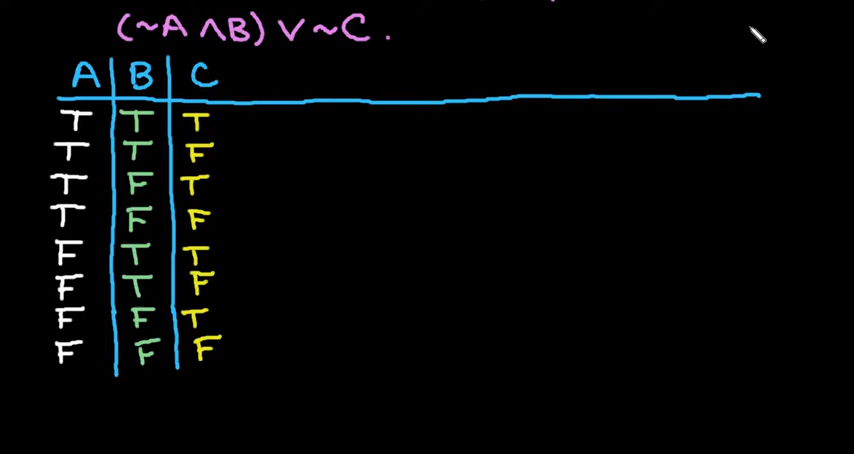 (~A ∧ B) ∨ ~C.
A B C
T T T
T T F
T F T
T F F
F T T
F T F
F F T
F F F